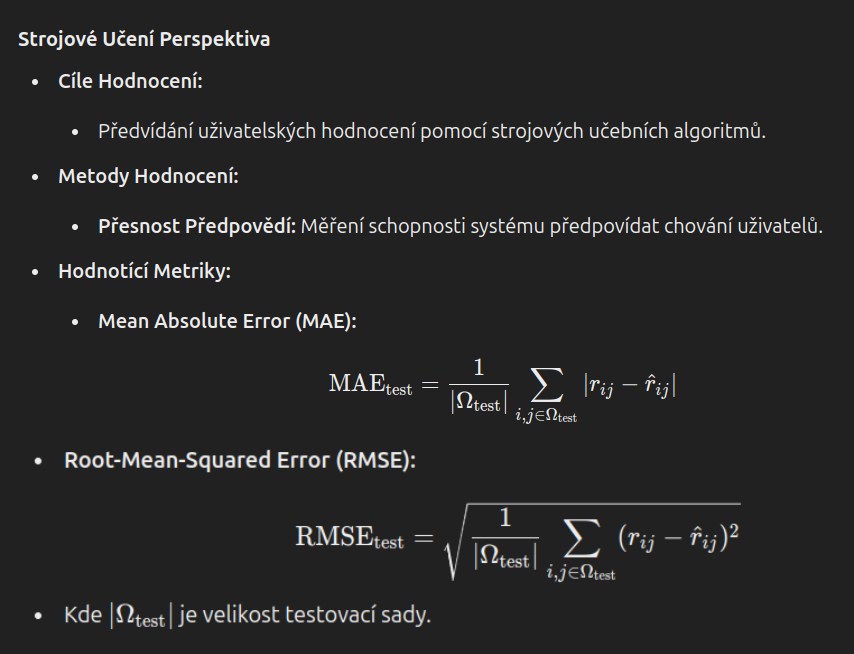 Strojové Učení Perspektiva
• Cíle Hodnocení:
• Předvídání uživatelských hodnocení pomocí strojových učebních algoritmů.
• Metody Hodnocení:
• Přesnost Předpovědí: Měření schopnosti systému předpovídat chování uživatelů.
• Hodnotící Metriky:
• Mean Absolute Error (MAE):
MAE_test = 1/|Ω_test| ∑_{i,j∈Ω_test} |r_ij − r̂_ij|
• Root-Mean-Squared Error (RMSE):
RMSE_test = √(1/|Ω_test| ∑_{i,j∈Ω_test} (r_ij − r̂_ij)²)
• Kde |Ω_test| je velikost testovací sady.